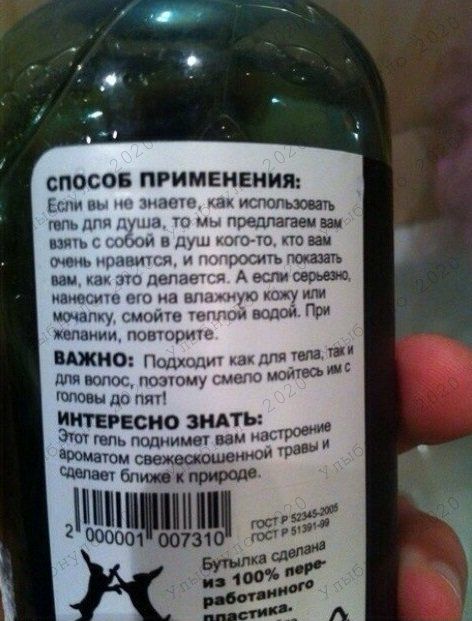 СПОСОБ ПРИМЕНЕНИЯ:
Если вы не знаете, как использовать
гель для душа, то мы предлагаем вам
взять с собой в душ кого-то, кто вам
очень нравится, и попросить показать
вам, как это делается. А если серьезно,
нанесите его на влажную кожу или
мочалку, смойте теплой водой. При
желании, повторите.
ВАЖНО: Подходит как для тела, так и
для волос, поэтому смело мойтесь им с
головы до пят!
ИНТЕРЕСНО ЗНАТЬ:
Этот гель поднимет вам настроение
ароматом свежескошенной травы и
сделает ближе к природе.
2 000001 007310
ГОСТ Р 52345-2005
ГОСТ Р 51391-99
Бутылка сделана
из 100% пере-
работанного
пластика.